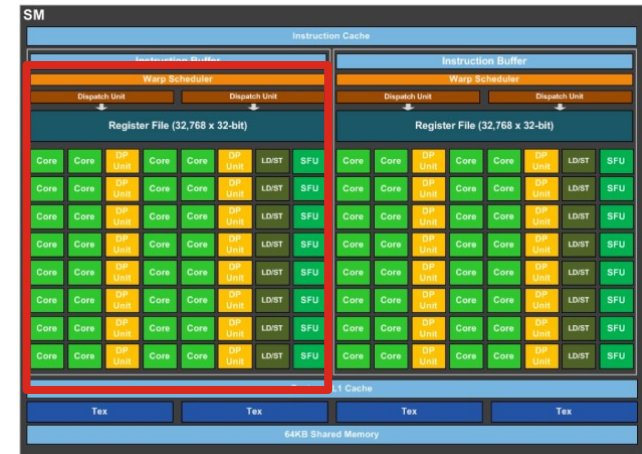 SM
Instruction Cache
Instruction Buffer Instruction Buffer
Warp Scheduler Warp Scheduler
Dispatch Unit Dispatch Unit Dispatch Unit Dispatch Unit
Register File (32,768 x 32-bit) Register File (32,768 x 32-bit)
Core Core DP Unit Core Core DP Unit LD/ST SFU Core Core DP Unit Core Core DP Unit LD/ST SFU
Core Core DP Unit Core Core DP Unit LD/ST SFU Core Core DP Unit Core Core DP Unit LD/ST SFU
Core Core DP Unit Core Core DP Unit LD/ST SFU Core Core DP Unit Core Core DP Unit LD/ST SFU
Core Core DP Unit Core Core DP Unit LD/ST SFU Core Core DP Unit Core Core DP Unit LD/ST SFU
Core Core DP Unit Core Core DP Unit LD/ST SFU Core Core DP Unit Core Core DP Unit LD/ST SFU
Core Core DP Unit Core Core DP Unit LD/ST SFU Core Core DP Unit Core Core DP Unit LD/ST SFU
Core Core DP Unit Core Core DP Unit LD/ST SFU Core Core DP Unit Core Core DP Unit LD/ST SFU
Core Core DP Unit Core Core DP Unit LD/ST SFU Core Core DP Unit Core Core DP Unit LD/ST SFU
L1 Cache
Tex Tex Tex Tex
64KB Shared Memory